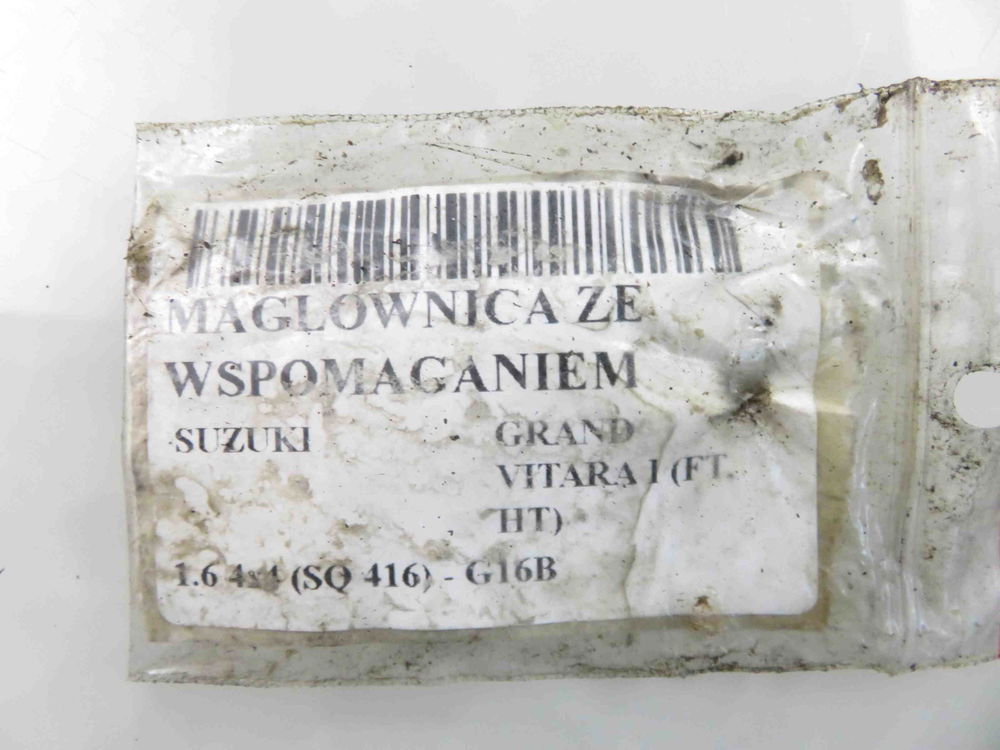 MAGLOWNICA ZE
WSPOMAGANIEM
SUZUKI GRAND
VITARA I (FT,
HT)
1.6 4x4 (SQ 416) - G16B